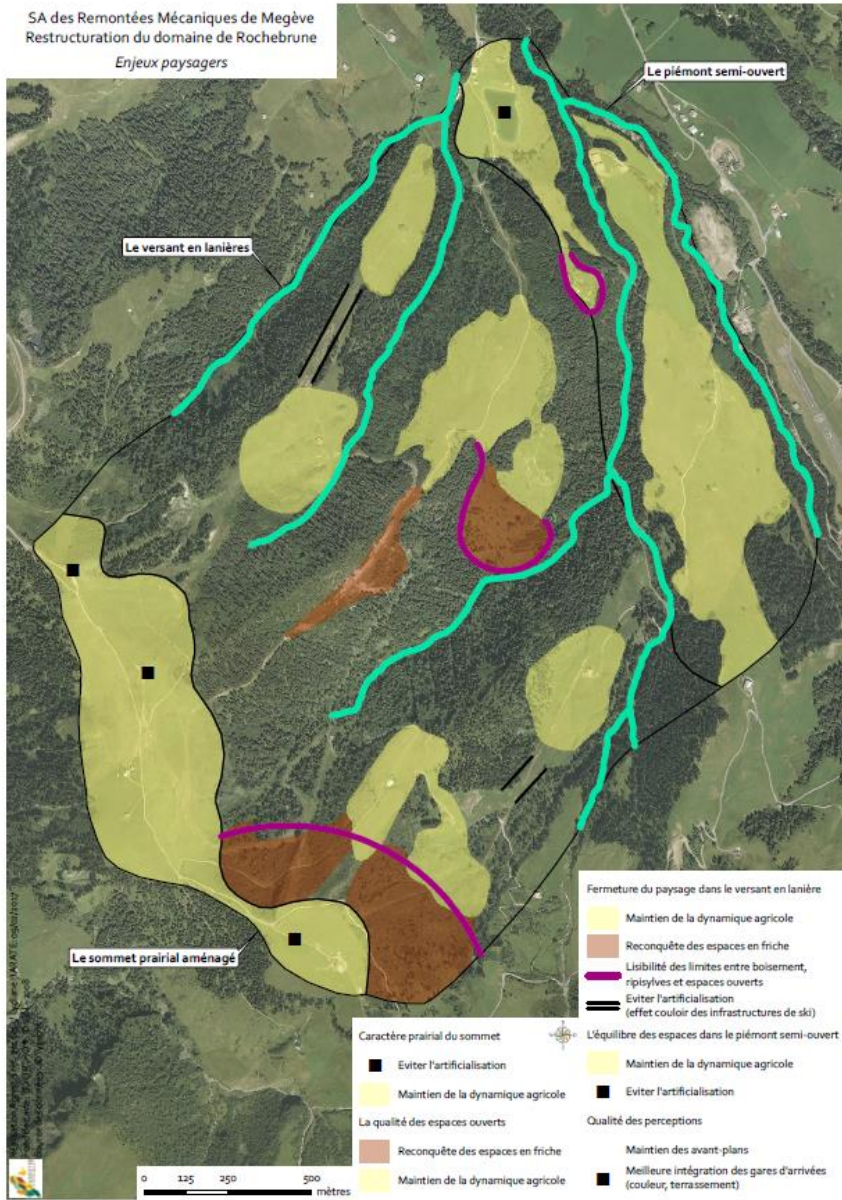 SA des Remontées Mécaniques de Megève
Restructuration du domaine de Rochebrune
Enjeux paysagers
Le piémont semi-ouvert
Le versant en lanières
Le sommet prairial aménagé
Fermeture du paysage dans le versant en lanière
Maintien de la dynamique agricole
Reconquête des espaces en friche
Lisibilité des limites entre boisement,
ripisylves et espaces ouverts
Eviter l'artificialisation
(effet couloir des infrastructures de ski)
Caractère prairial du sommet
Eviter l'artificialisation
Maintien de la dynamique agricole
La qualité des espaces ouverts
Reconquête des espaces en friche
Maintien de la dynamique agricole
L'équilibre des espaces dans le piémont semi-ouvert
Maintien de la dynamique agricole
Eviter l'artificialisation
Qualité des perceptions
Maintien des avant-plans
Meilleure intégration des gares d'arrivées
(couleur, terrassement)
0 125 250 500
mètres